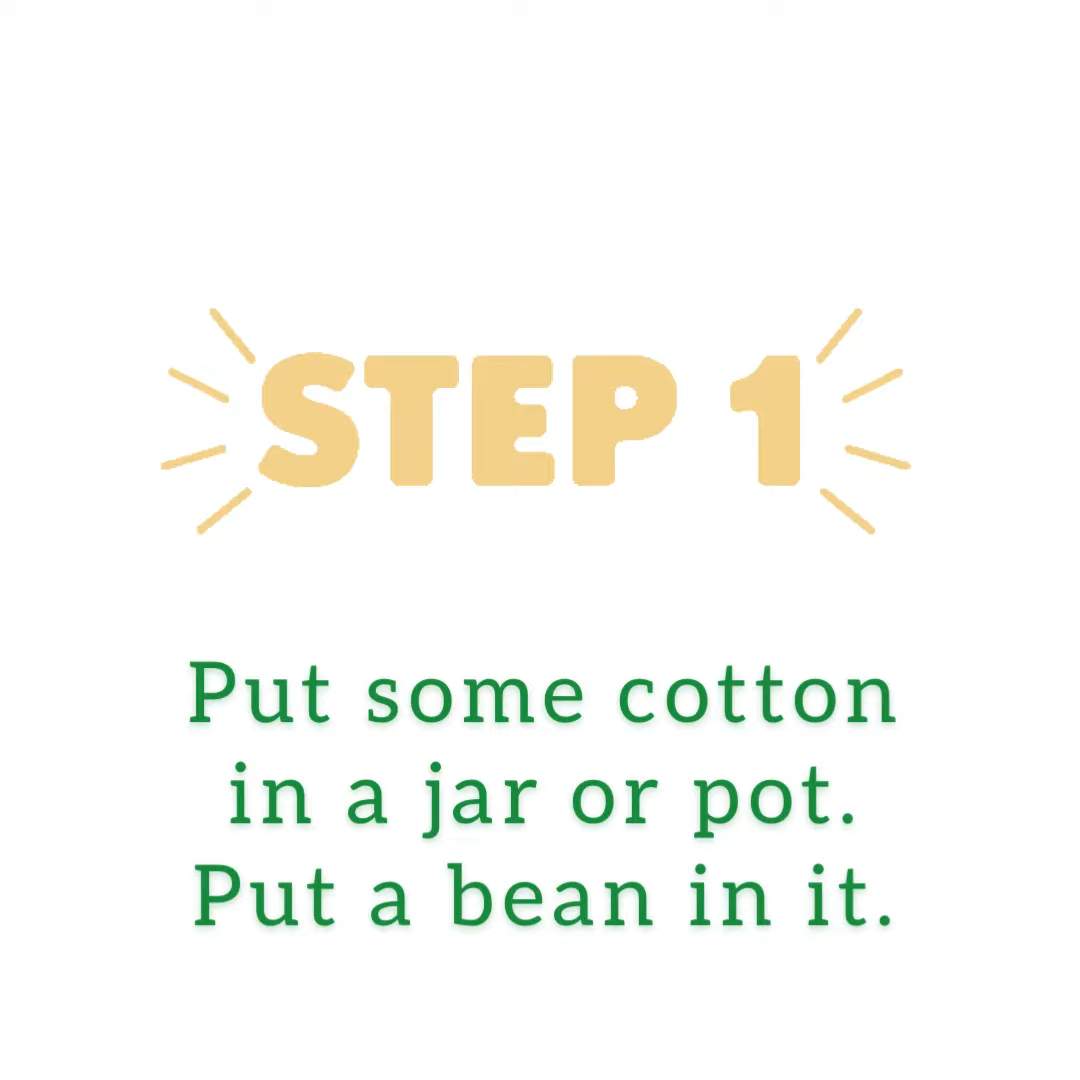 STEP 1
Put some cotton
in a jar or pot.
Put a bean in it.